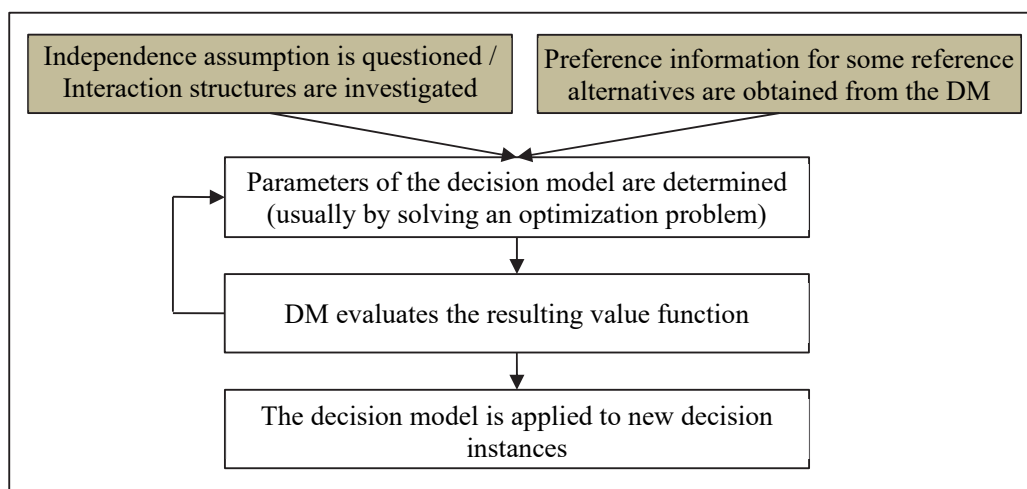 Independence assumption is questioned /
Interaction structures are investigated
Preference information for some reference
alternatives are obtained from the DM
Parameters of the decision model are determined
(usually by solving an optimization problem)
DM evaluates the resulting value function
The decision model is applied to new decision
instances